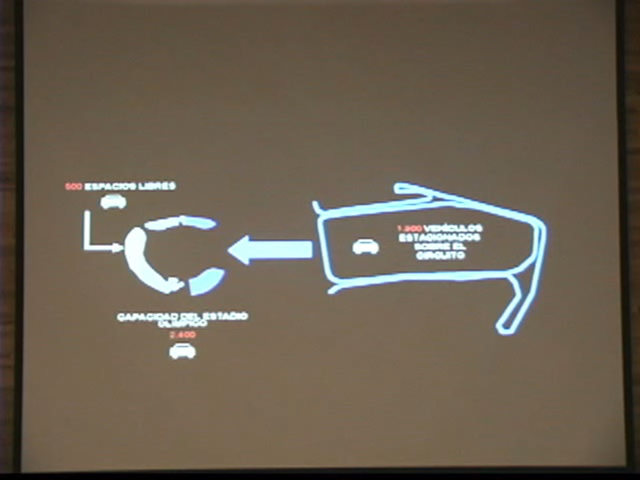 500 ESPACIOS LIBRES
1.900 VEHÍCULOS
ESTACIONADOS
SOBRE EL
CIRCUITO
CAPACIDAD DEL ESTADIO
OLÍMPICO
2.400